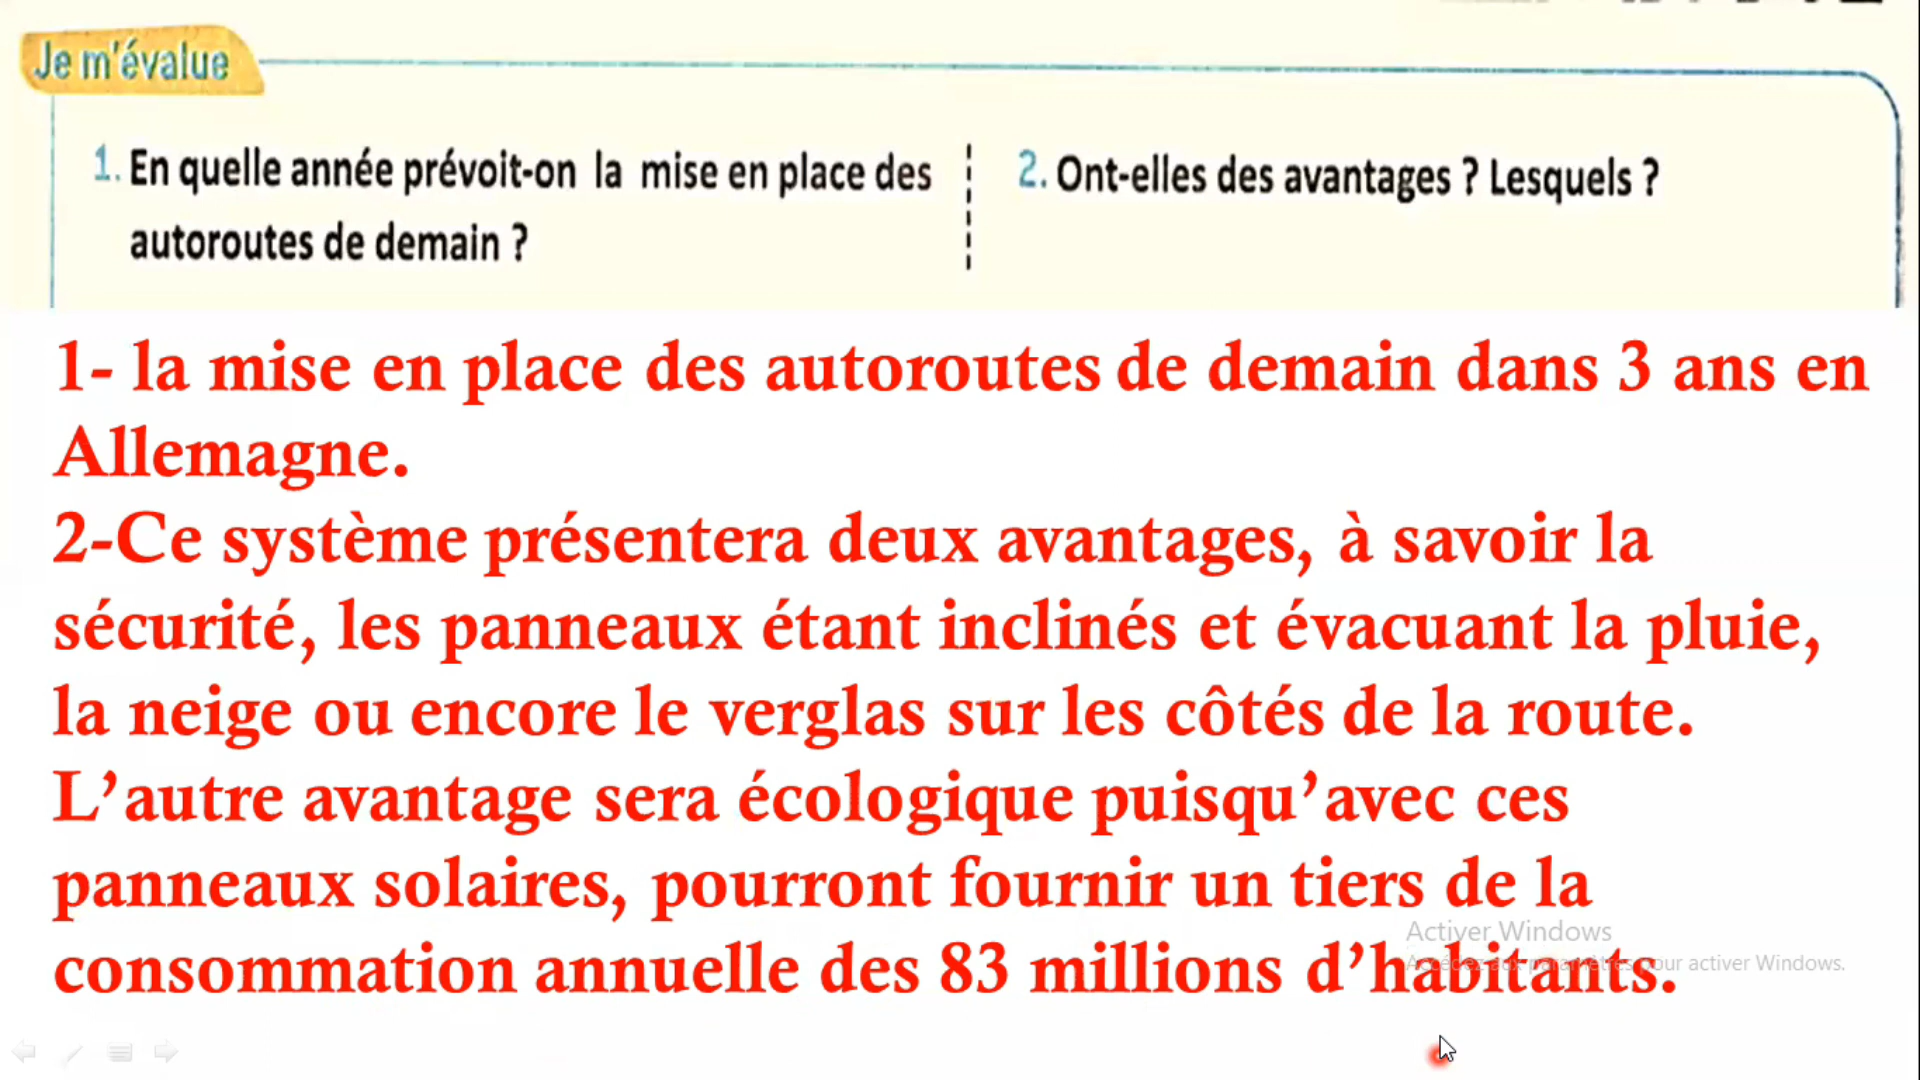 Je m'évalue
1. En quelle année prévoit-on la mise en place des
autoroutes de demain ?
2. Ont-elles des avantages ? Lesquels ?
1- la mise en place des autoroutes de demain dans 3 ans en
Allemagne.
2-Ce système présentera deux avantages, à savoir la
sécurité, les panneaux étant inclinés et évacuant la pluie,
la neige ou encore le verglas sur les côtés de la route.
L’autre avantage sera écologique puisqu’avec ces
panneaux solaires, pourront fournir un tiers de la
consommation annuelle des 83 millions d’habitants.
Activer Windows
Accédez aux paramètres pour activer Windows.